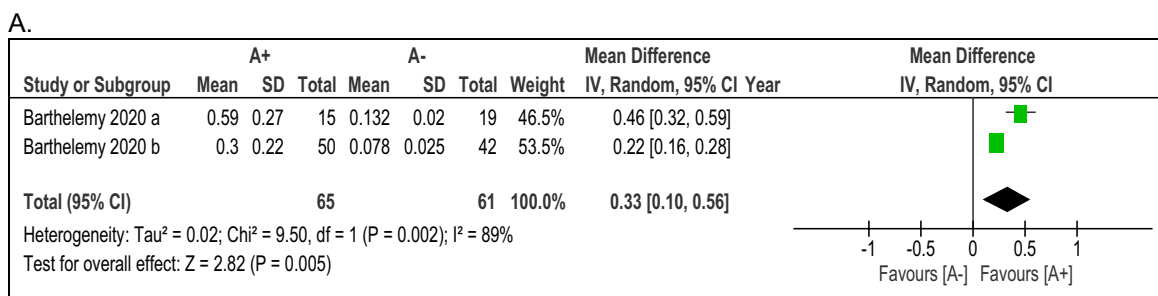 A.
A+ A- Mean Difference Mean Difference
Study or Subgroup Mean SD Total Mean SD Total Weight IV, Random, 95% CI Year IV, Random, 95% CI
Barthelemy 2020 a 0.59 0.27 15 0.132 0.02 19 46.5% 0.46 [0.32, 0.59]
Barthelemy 2020 b 0.3 0.22 50 0.078 0.025 42 53.5% 0.22 [0.16, 0.28]
Total (95% CI) 65 61 100.0% 0.33 [0.10, 0.56]
Heterogeneity: Tau² = 0.02; Chi² = 9.50, df = 1 (P = 0.002); I² = 89%
Test for overall effect: Z = 2.82 (P = 0.005)
-1 -0.5 0 0.5 1
Favours [A-] Favours [A+]